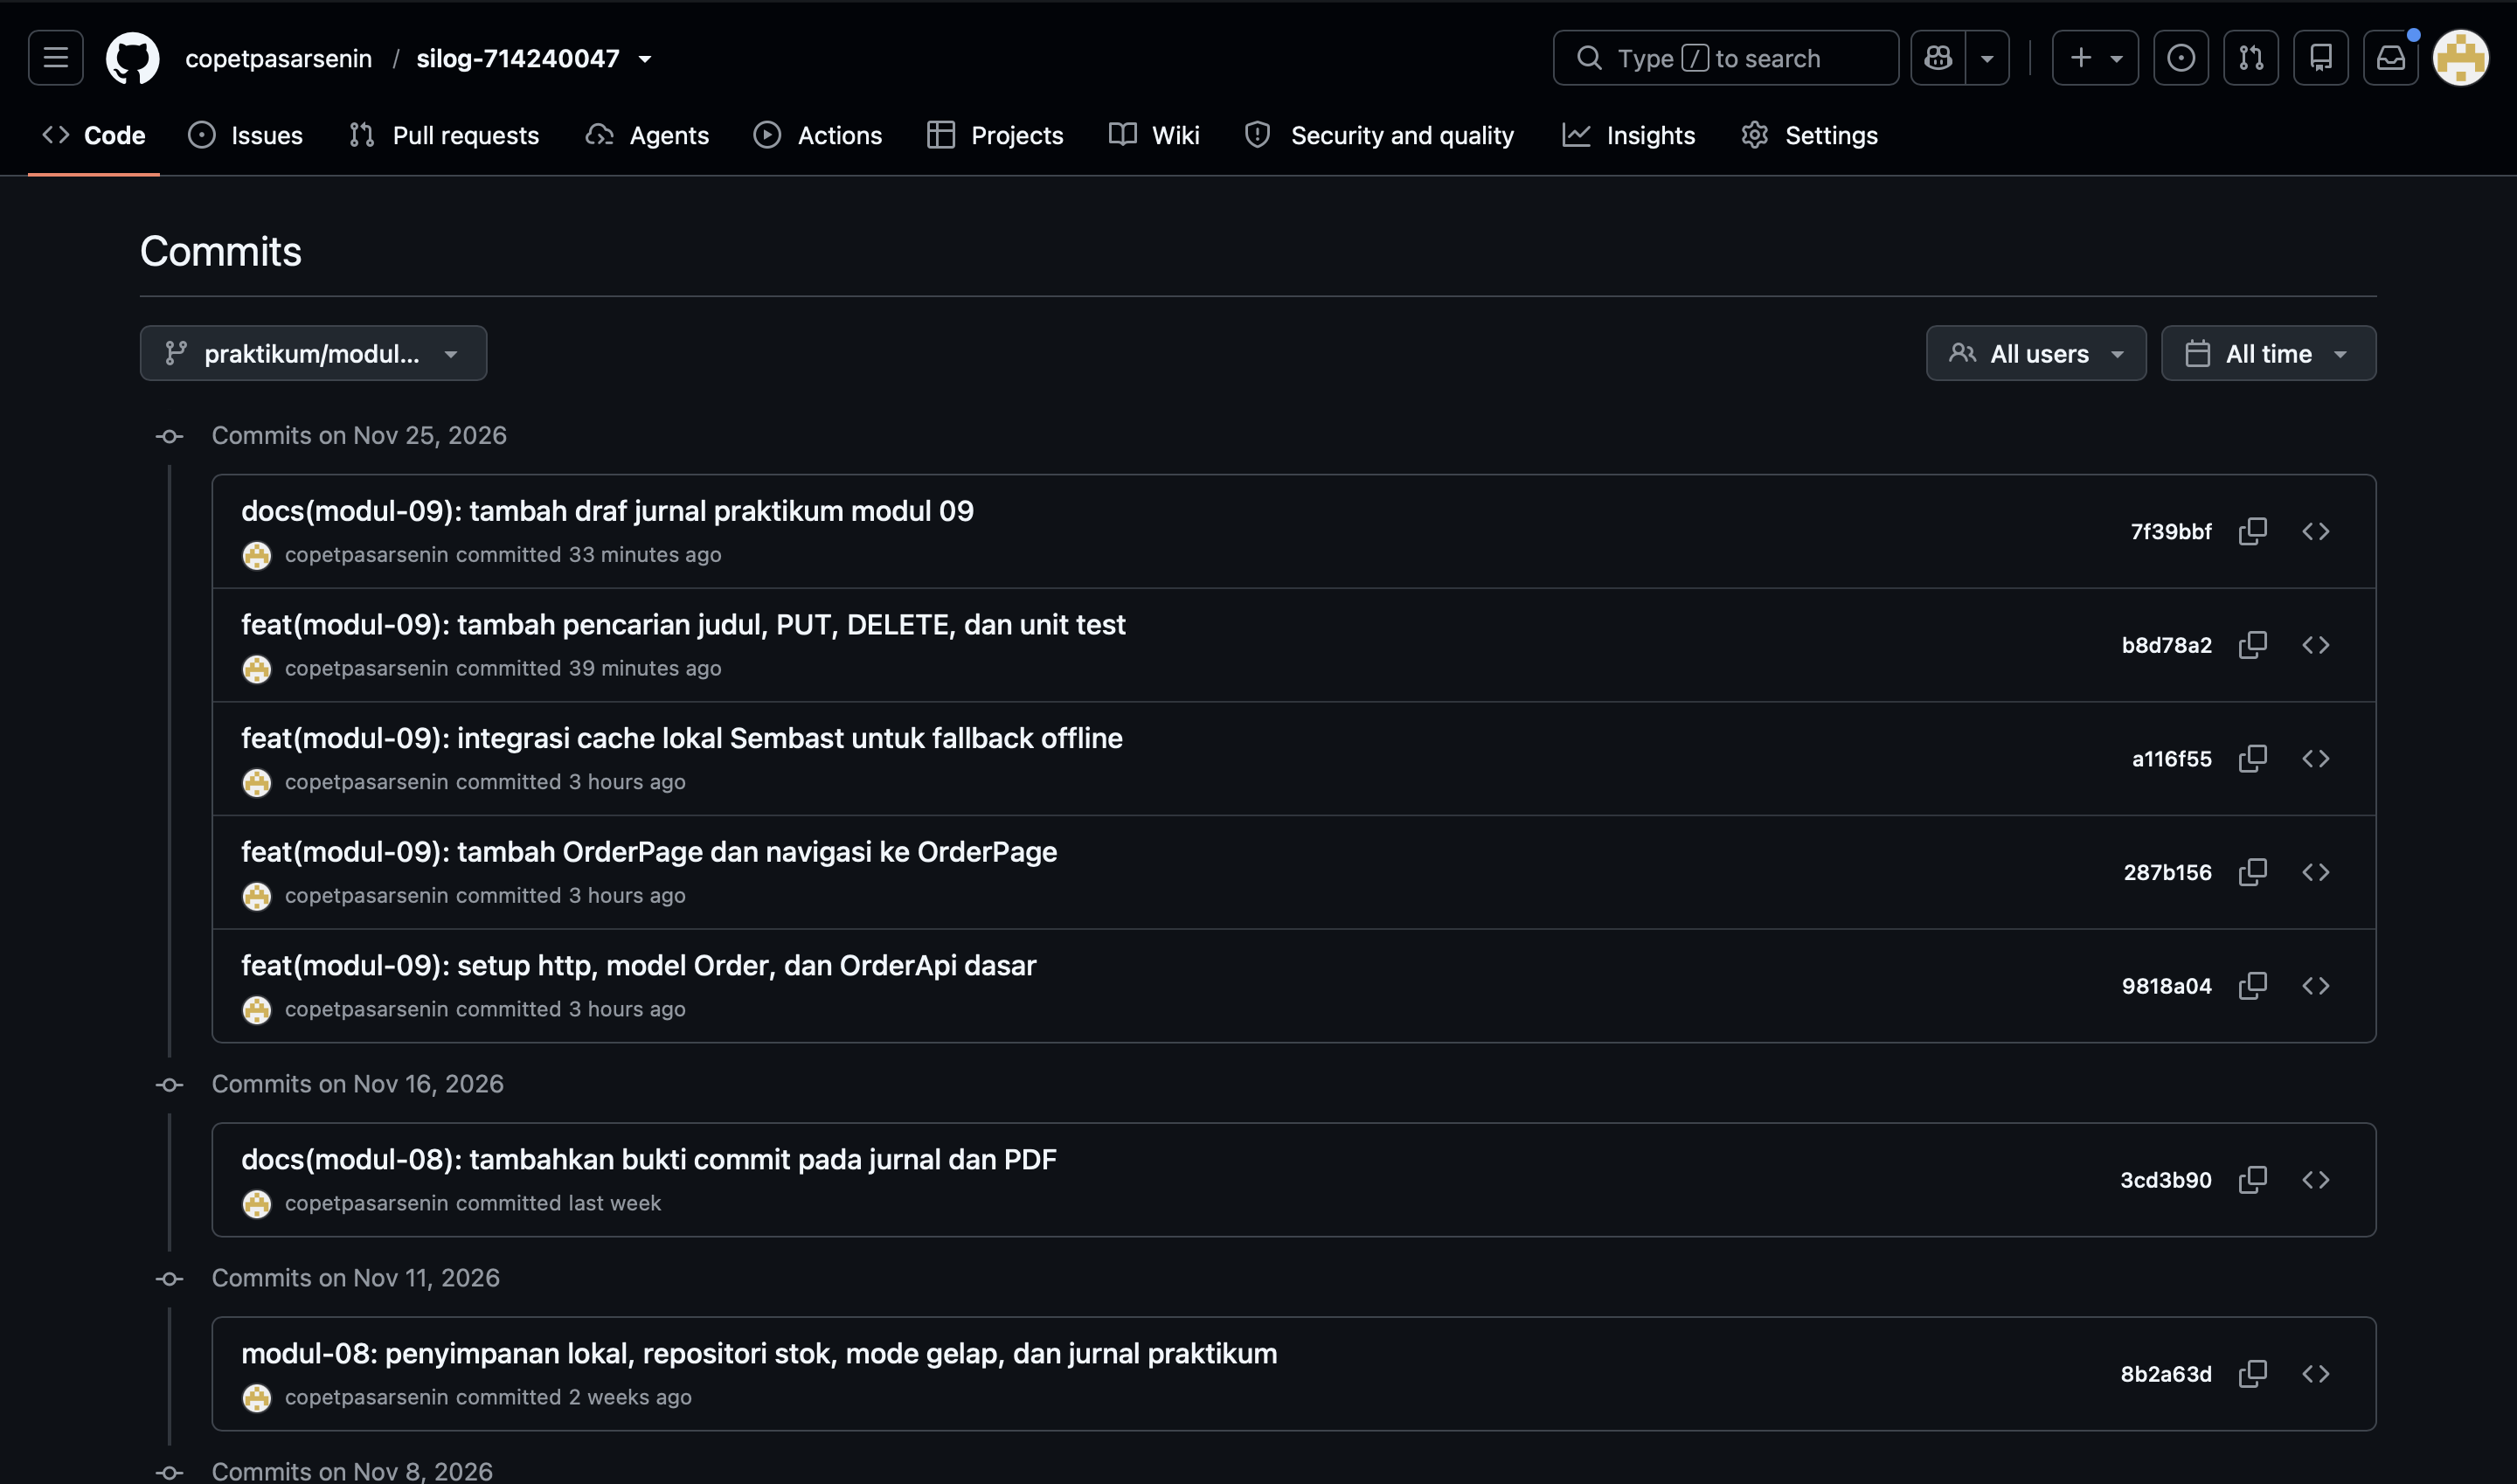 copetpasarsenin / silog-714240047
Type / to search
Code
Issues
Pull requests
Agents
Actions
Projects
Wiki
Security and quality
Insights
Settings
Commits
praktikum/modul...
All users
All time
Commits on Nov 25, 2026
docs(modul-09): tambah draf jurnal praktikum modul 09
copetpasarsenin committed 33 minutes ago
7f39bbf
feat(modul-09): tambah pencarian judul, PUT, DELETE, dan unit test
copetpasarsenin committed 39 minutes ago
b8d78a2
feat(modul-09): integrasi cache lokal Sembast untuk fallback offline
copetpasarsenin committed 3 hours ago
a116f55
feat(modul-09): tambah OrderPage dan navigasi ke OrderPage
copetpasarsenin committed 3 hours ago
287b156
feat(modul-09): setup http, model Order, dan OrderApi dasar
copetpasarsenin committed 3 hours ago
9818a04
Commits on Nov 16, 2026
docs(modul-08): tambahkan bukti commit pada jurnal dan PDF
copetpasarsenin committed last week
3cd3b90
Commits on Nov 11, 2026
modul-08: penyimpanan lokal, repositori stok, mode gelap, dan jurnal praktikum
copetpasarsenin committed 2 weeks ago
8b2a63d
Commits on Nov 8, 2026